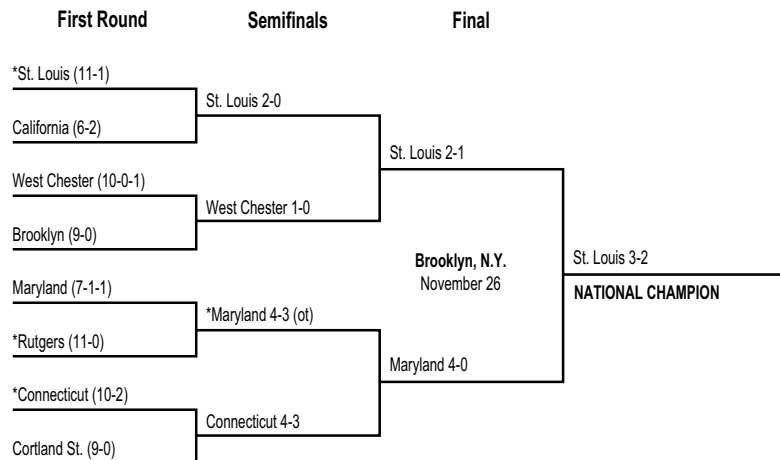 First Round
Semifinals
Final
*St. Louis (11-1)
St. Louis 2-0
California (6-2)
St. Louis 2-1
West Chester (10-0-1)
West Chester 1-0
Brooklyn (9-0)
Brooklyn, N.Y.
November 26
St. Louis 3-2
NATIONAL CHAMPION
Maryland (7-1-1)
*Maryland 4-3 (ot)
*Rutgers (11-0)
Maryland 4-0
*Connecticut (10-2)
Connecticut 4-3
Cortland St. (9-0)